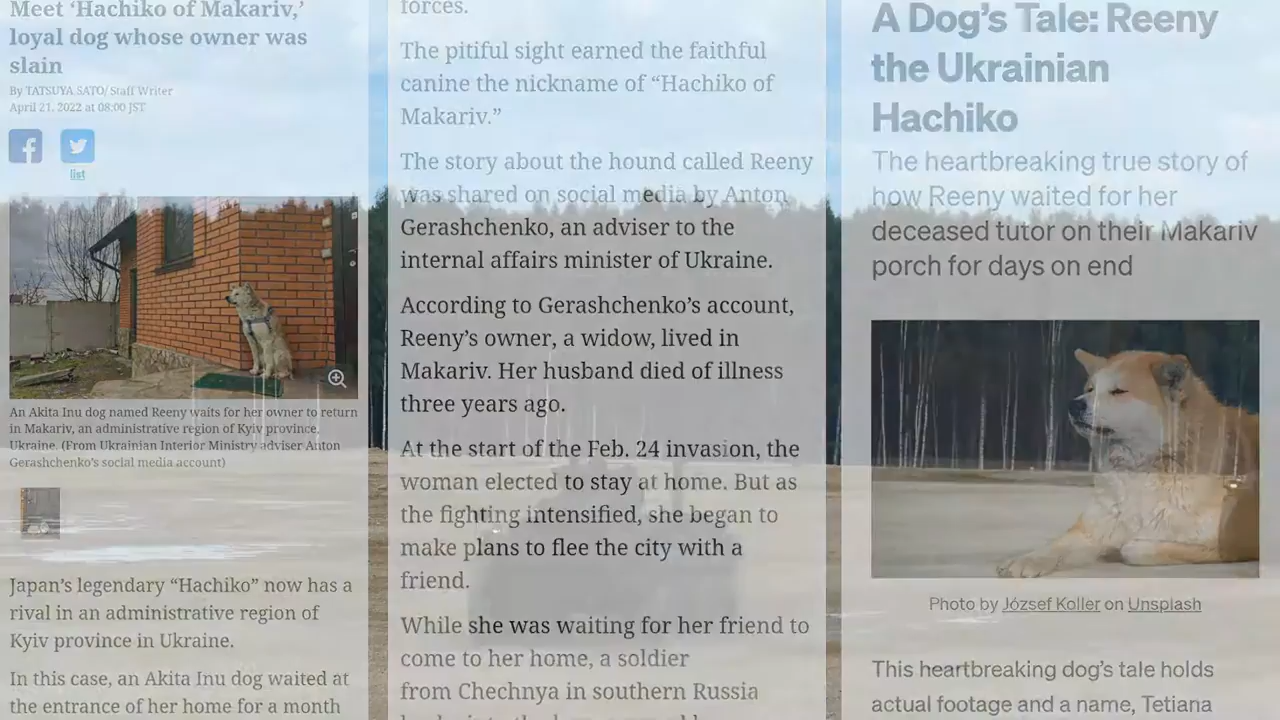 Meet ‘Hachiko of Makariv,’
loyal dog whose owner was
slain
By TATSUYA SATO/ Staff Writer
April 21, 2022 at 08:00 JST
list
An Akita Inu dog named Reeny waits for her owner to return
in Makariv, an administrative region of Kyiv province,
Ukraine. (From Ukrainian Interior Ministry adviser Anton
Gerashchenko’s social media account)
Japan’s legendary “Hachiko” now has a
rival in an administrative region of
Kyiv province in Ukraine.
In this case, an Akita Inu dog waited at
the entrance of her home for a month
forces.
The pitiful sight earned the faithful
canine the nickname of “Hachiko of
Makariv.”
The story about the hound called Reeny
was shared on social media by Anton
Gerashchenko, an adviser to the
internal affairs minister of Ukraine.
According to Gerashchenko’s account,
Reeny’s owner, a widow, lived in
Makariv. Her husband died of illness
three years ago.
At the start of the Feb. 24 invasion, the
woman elected to stay at home. But as
the fighting intensified, she began to
make plans to flee the city with a
friend.
While she was waiting for her friend to
come to her home, a soldier
from Chechnya in southern Russia
A Dog’s Tale: Reeny
the Ukrainian
Hachiko
The heartbreaking true story of
how Reeny waited for her
deceased tutor on their Makariv
porch for days on end
Photo by József Koller on Unsplash
This heartbreaking dog’s tale holds
actual footage and a name, Tetiana